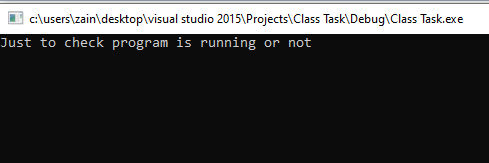 c:\users\zain\desktop\visual studio 2015\Projects\Class Task\Debug\Class Task.exe
Just to check program is running or not